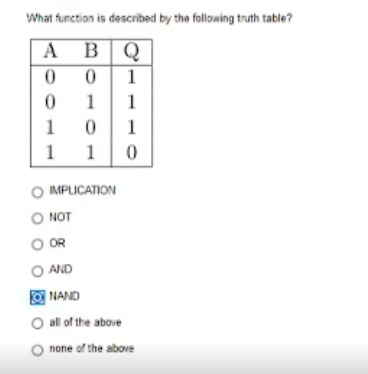 What function is described by the following truth table?
A B Q
0 0 1
0 1 1
1 0 1
1 1 0
IMPLICATION
NOT
OR
AND
NAND
all of the above
none of the above